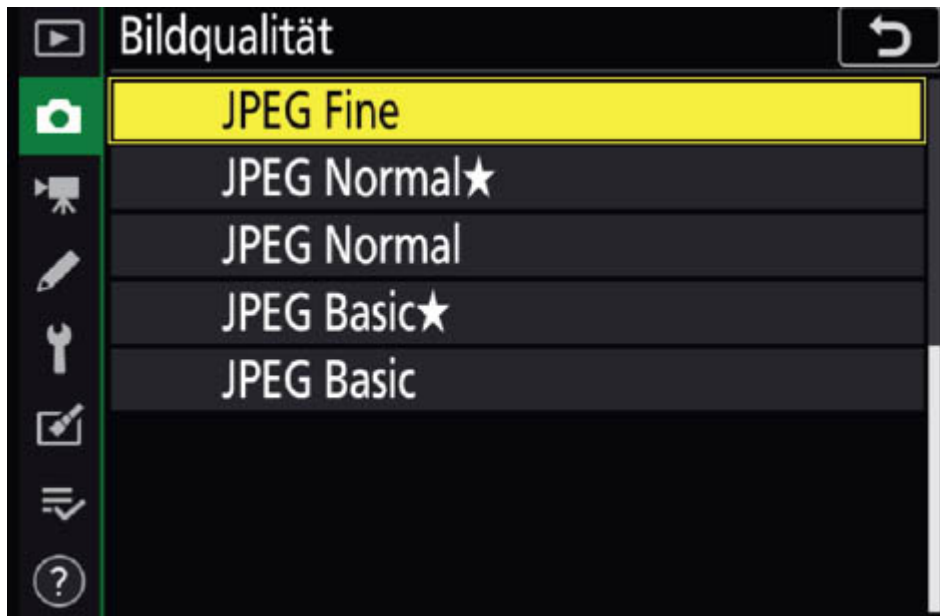 Bildqualität
JPEG Fine
JPEG Normal★
JPEG Normal
JPEG Basic★
JPEG Basic
?